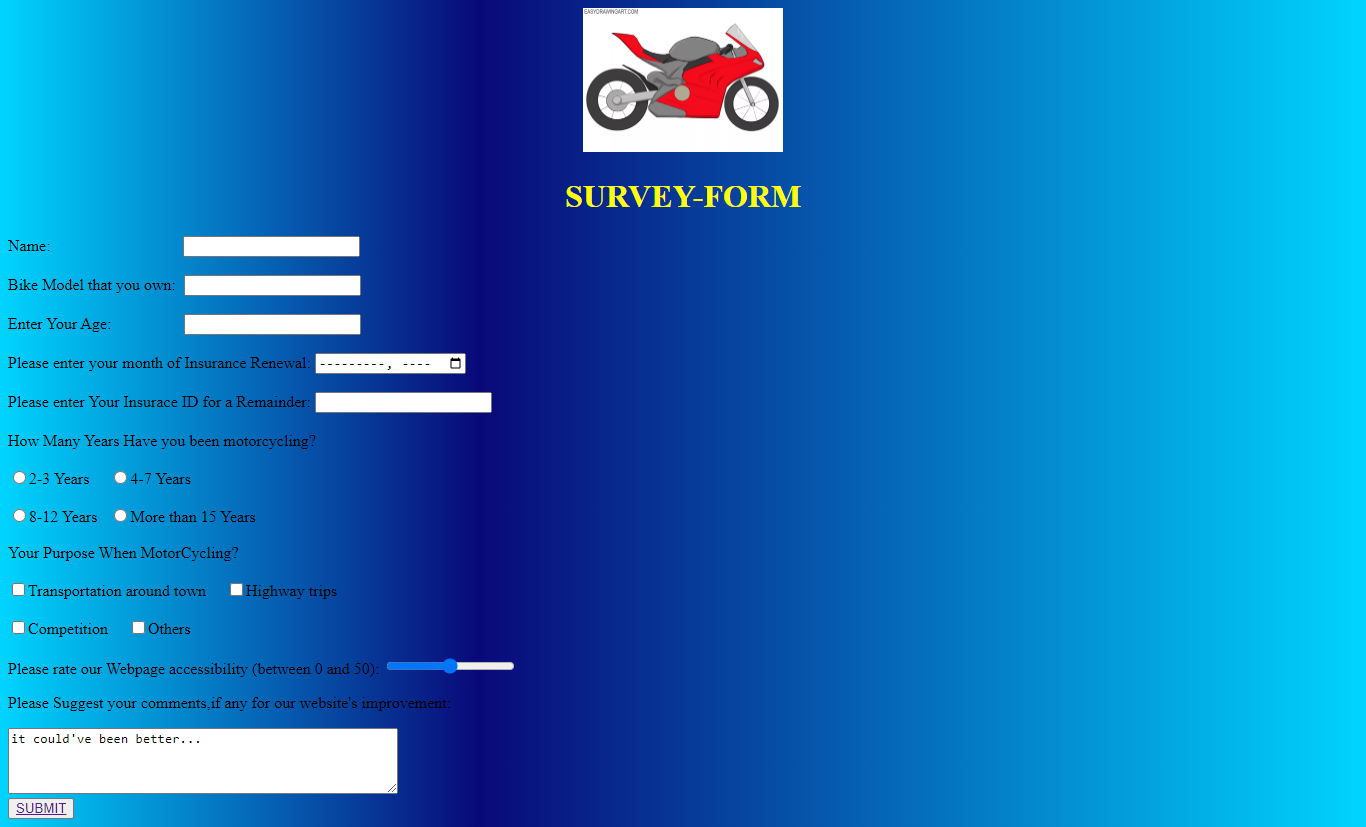 EASYDRAWINGART.COM
SURVEY-FORM
Name:
Bike Model that you own:
Enter Your Age:
Please enter your month of Insurance Renewal: ---------, ----
Please enter Your Insurace ID for a Remainder:
How Many Years Have you been motorcycling?
2-3 Years 4-7 Years
8-12 Years More than 15 Years
Your Purpose When MotorCycling?
Transportation around town Highway trips
Competition Others
Please rate our Webpage accessibility (between 0 and 50):
Please Suggest your comments,if any for our website's improvement:
it could've been better...
SUBMIT